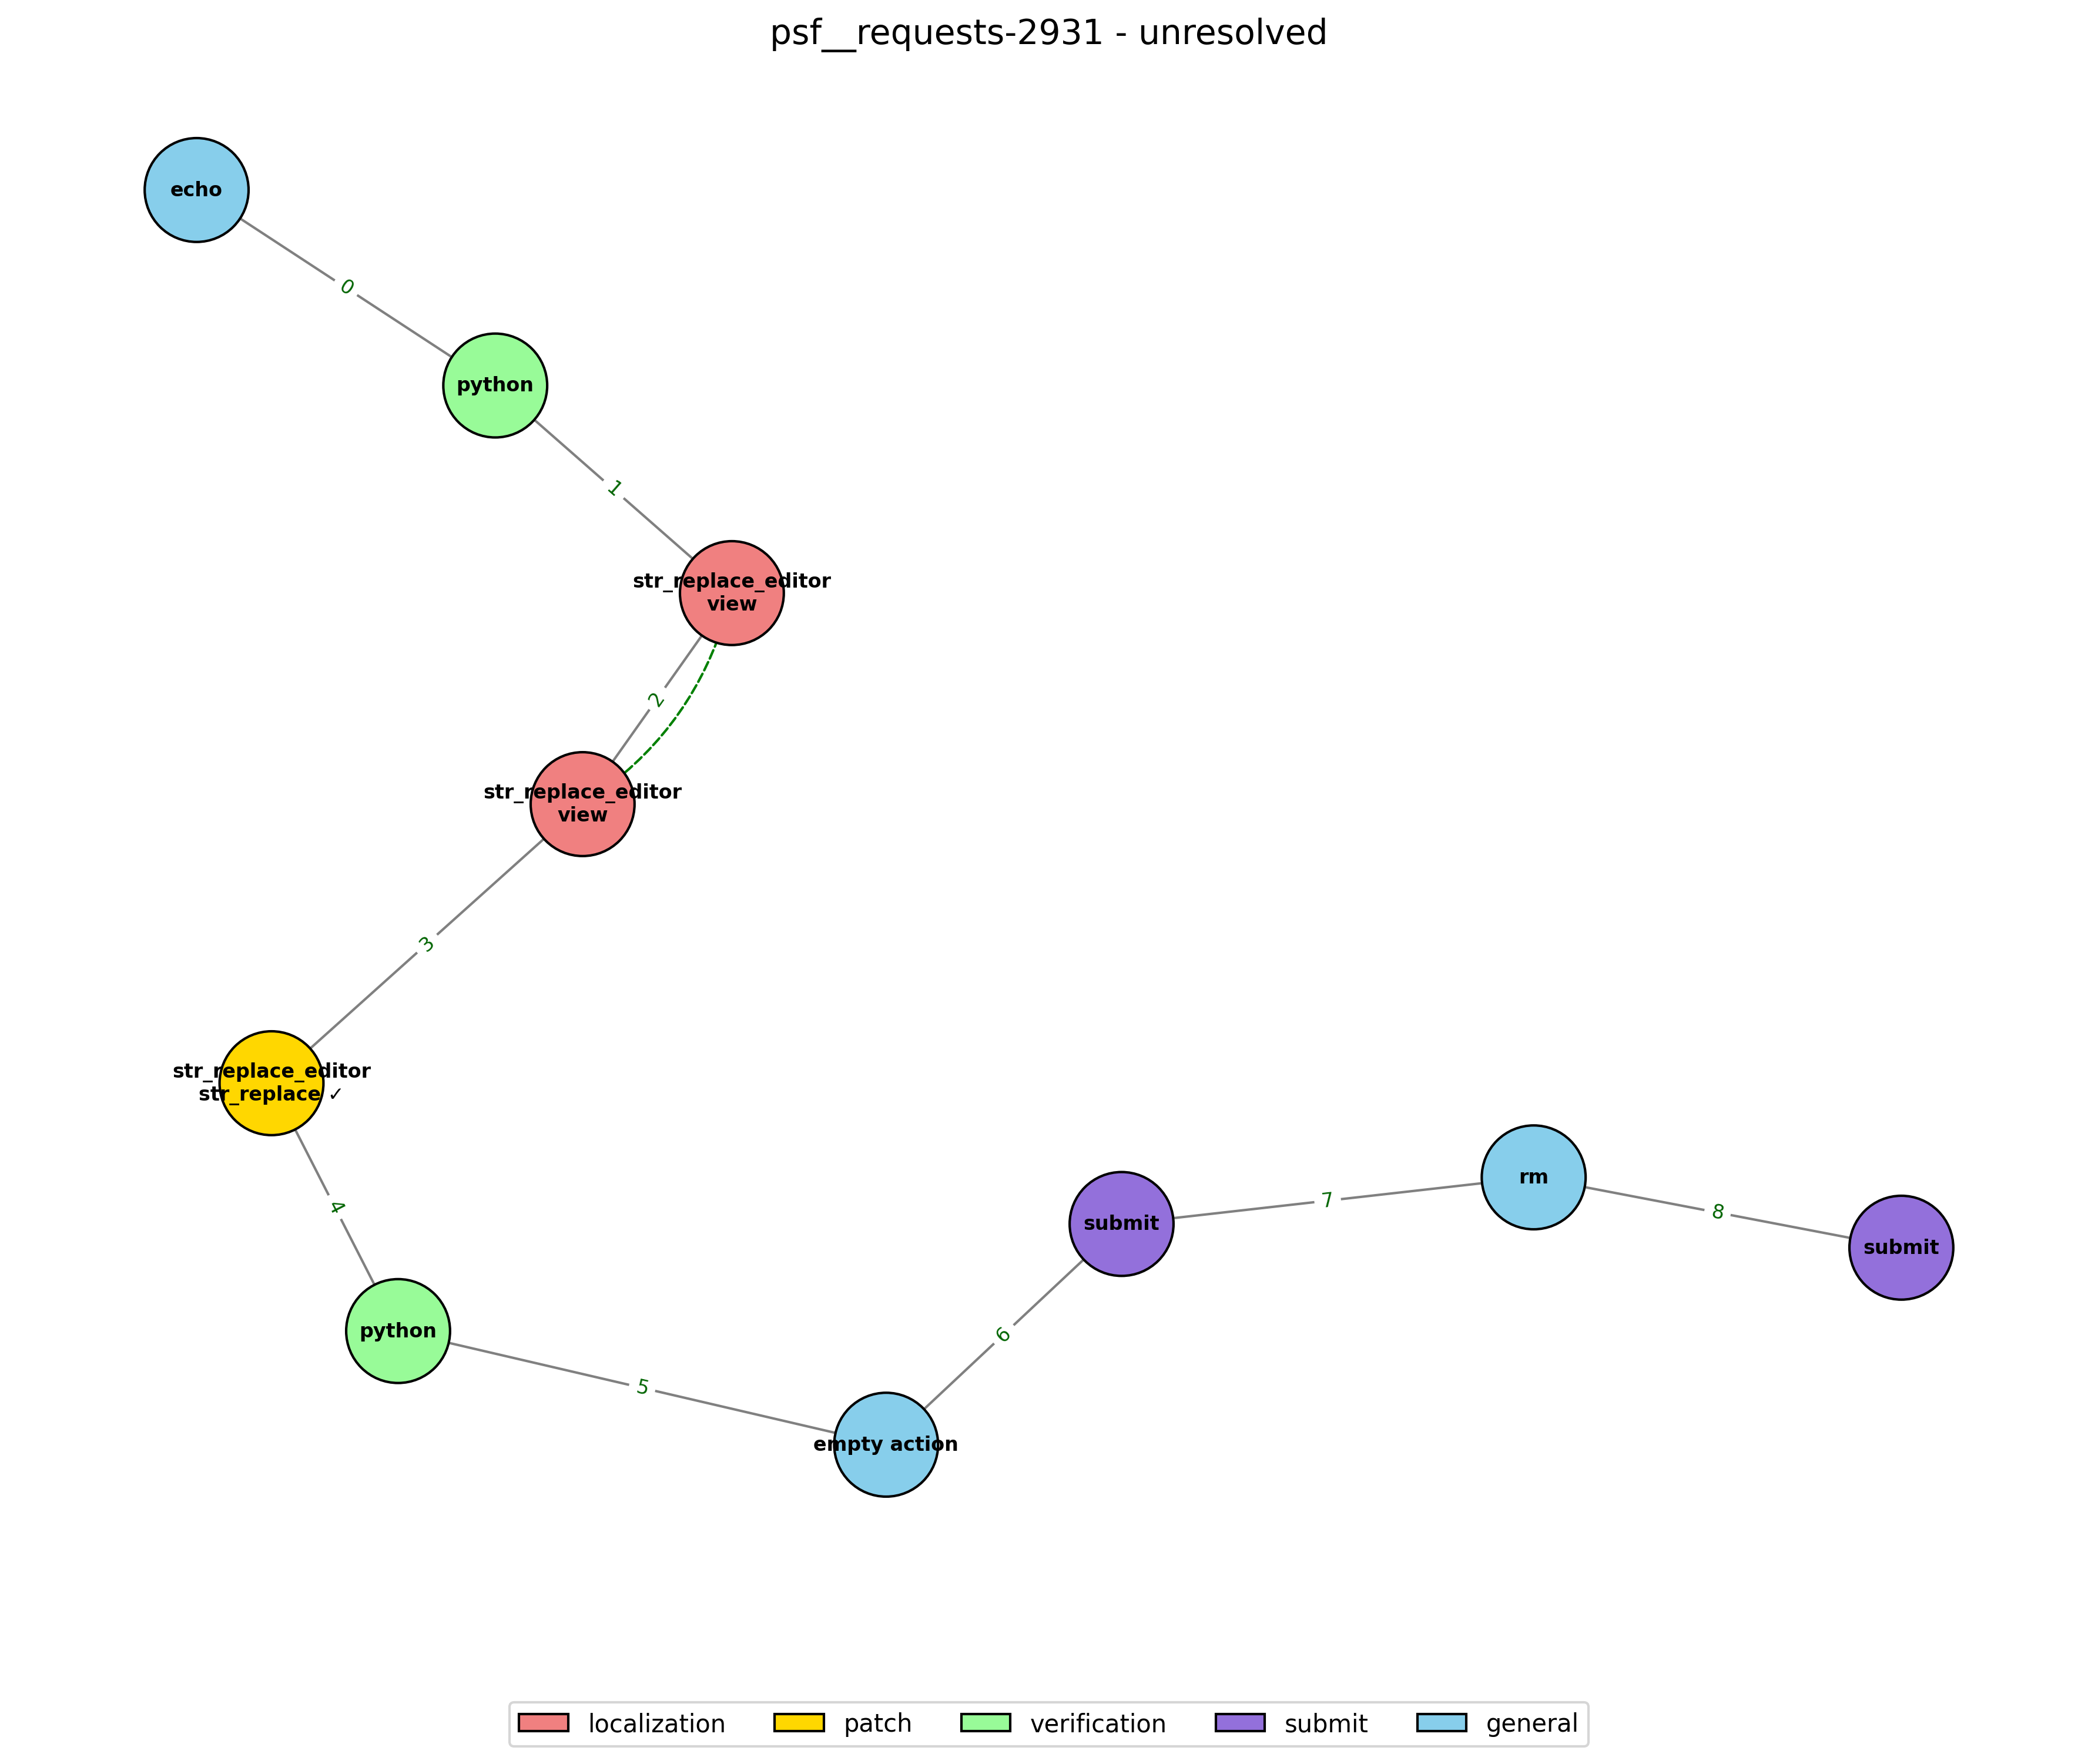 psf__requests-2931 - unresolved
echo
0
python
1
str_replace_editor
view
2
str_replace_editor
view
3
str_replace_editor
str_replace ✓
4
python
5
empty action
6
submit
7
rm
8
submit
localization
patch
verification
submit
general